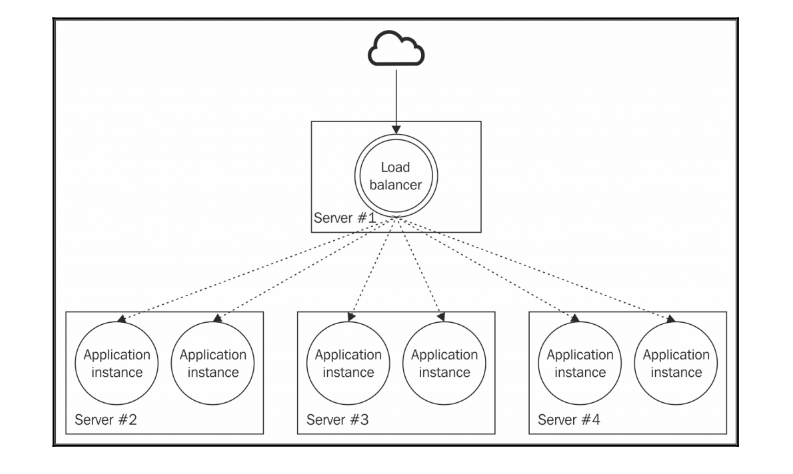 Load
balancer
Server #1
Application
instance
Application
instance
Server #2
Application
instance
Application
instance
Server #3
Application
instance
Application
instance
Server #4